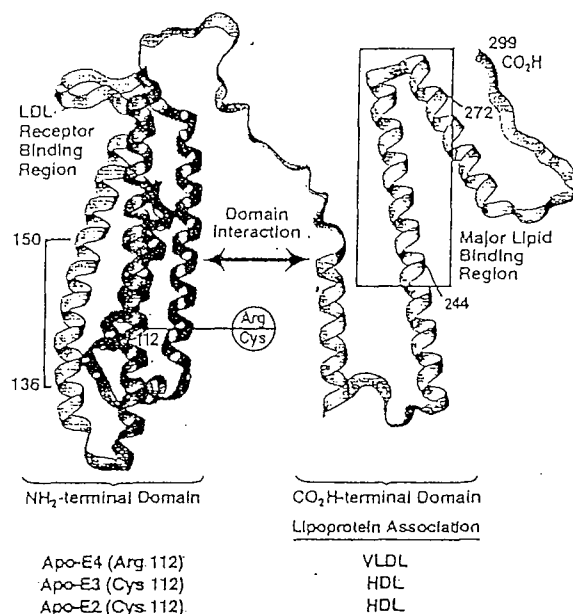 299
CO₂H
LDL
Receptor
Binding
Region
272
Domain
Interaction
150
Major Lipid
Binding
Region
244
Arg
Cys
112
136
NH₂-terminal Domain
CO₂H-terminal Domain
Lipoprotein Association
Apo-E4 (Arg 112) VLDL
Apo-E3 (Cys 112) HDL
Apo-E2 (Cys 112) HDL